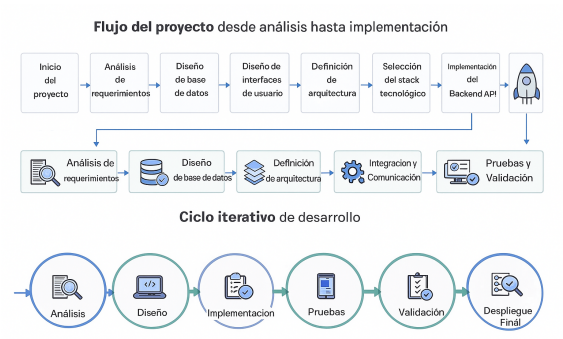 Flujo del proyecto desde análisis hasta implementación
Inicio
del
proyecto
Análisis
de
requerimientos
Diseño
de base
de datos
Diseño de
interfaces
de usuario
Definición
de
arquitectura
Selección
del stack
tecnológico
Implementación
del
Backend API
Análisis de
requerimientos
Diseño
de base de datos
Definición
de arquitectura
Integracion y
Comunicación
Pruebas y
Validación
Ciclo iterativo de desarrollo
Análisis
</>
Diseño
Implementacion
Pruebas
Validación
Despliegue
Finál